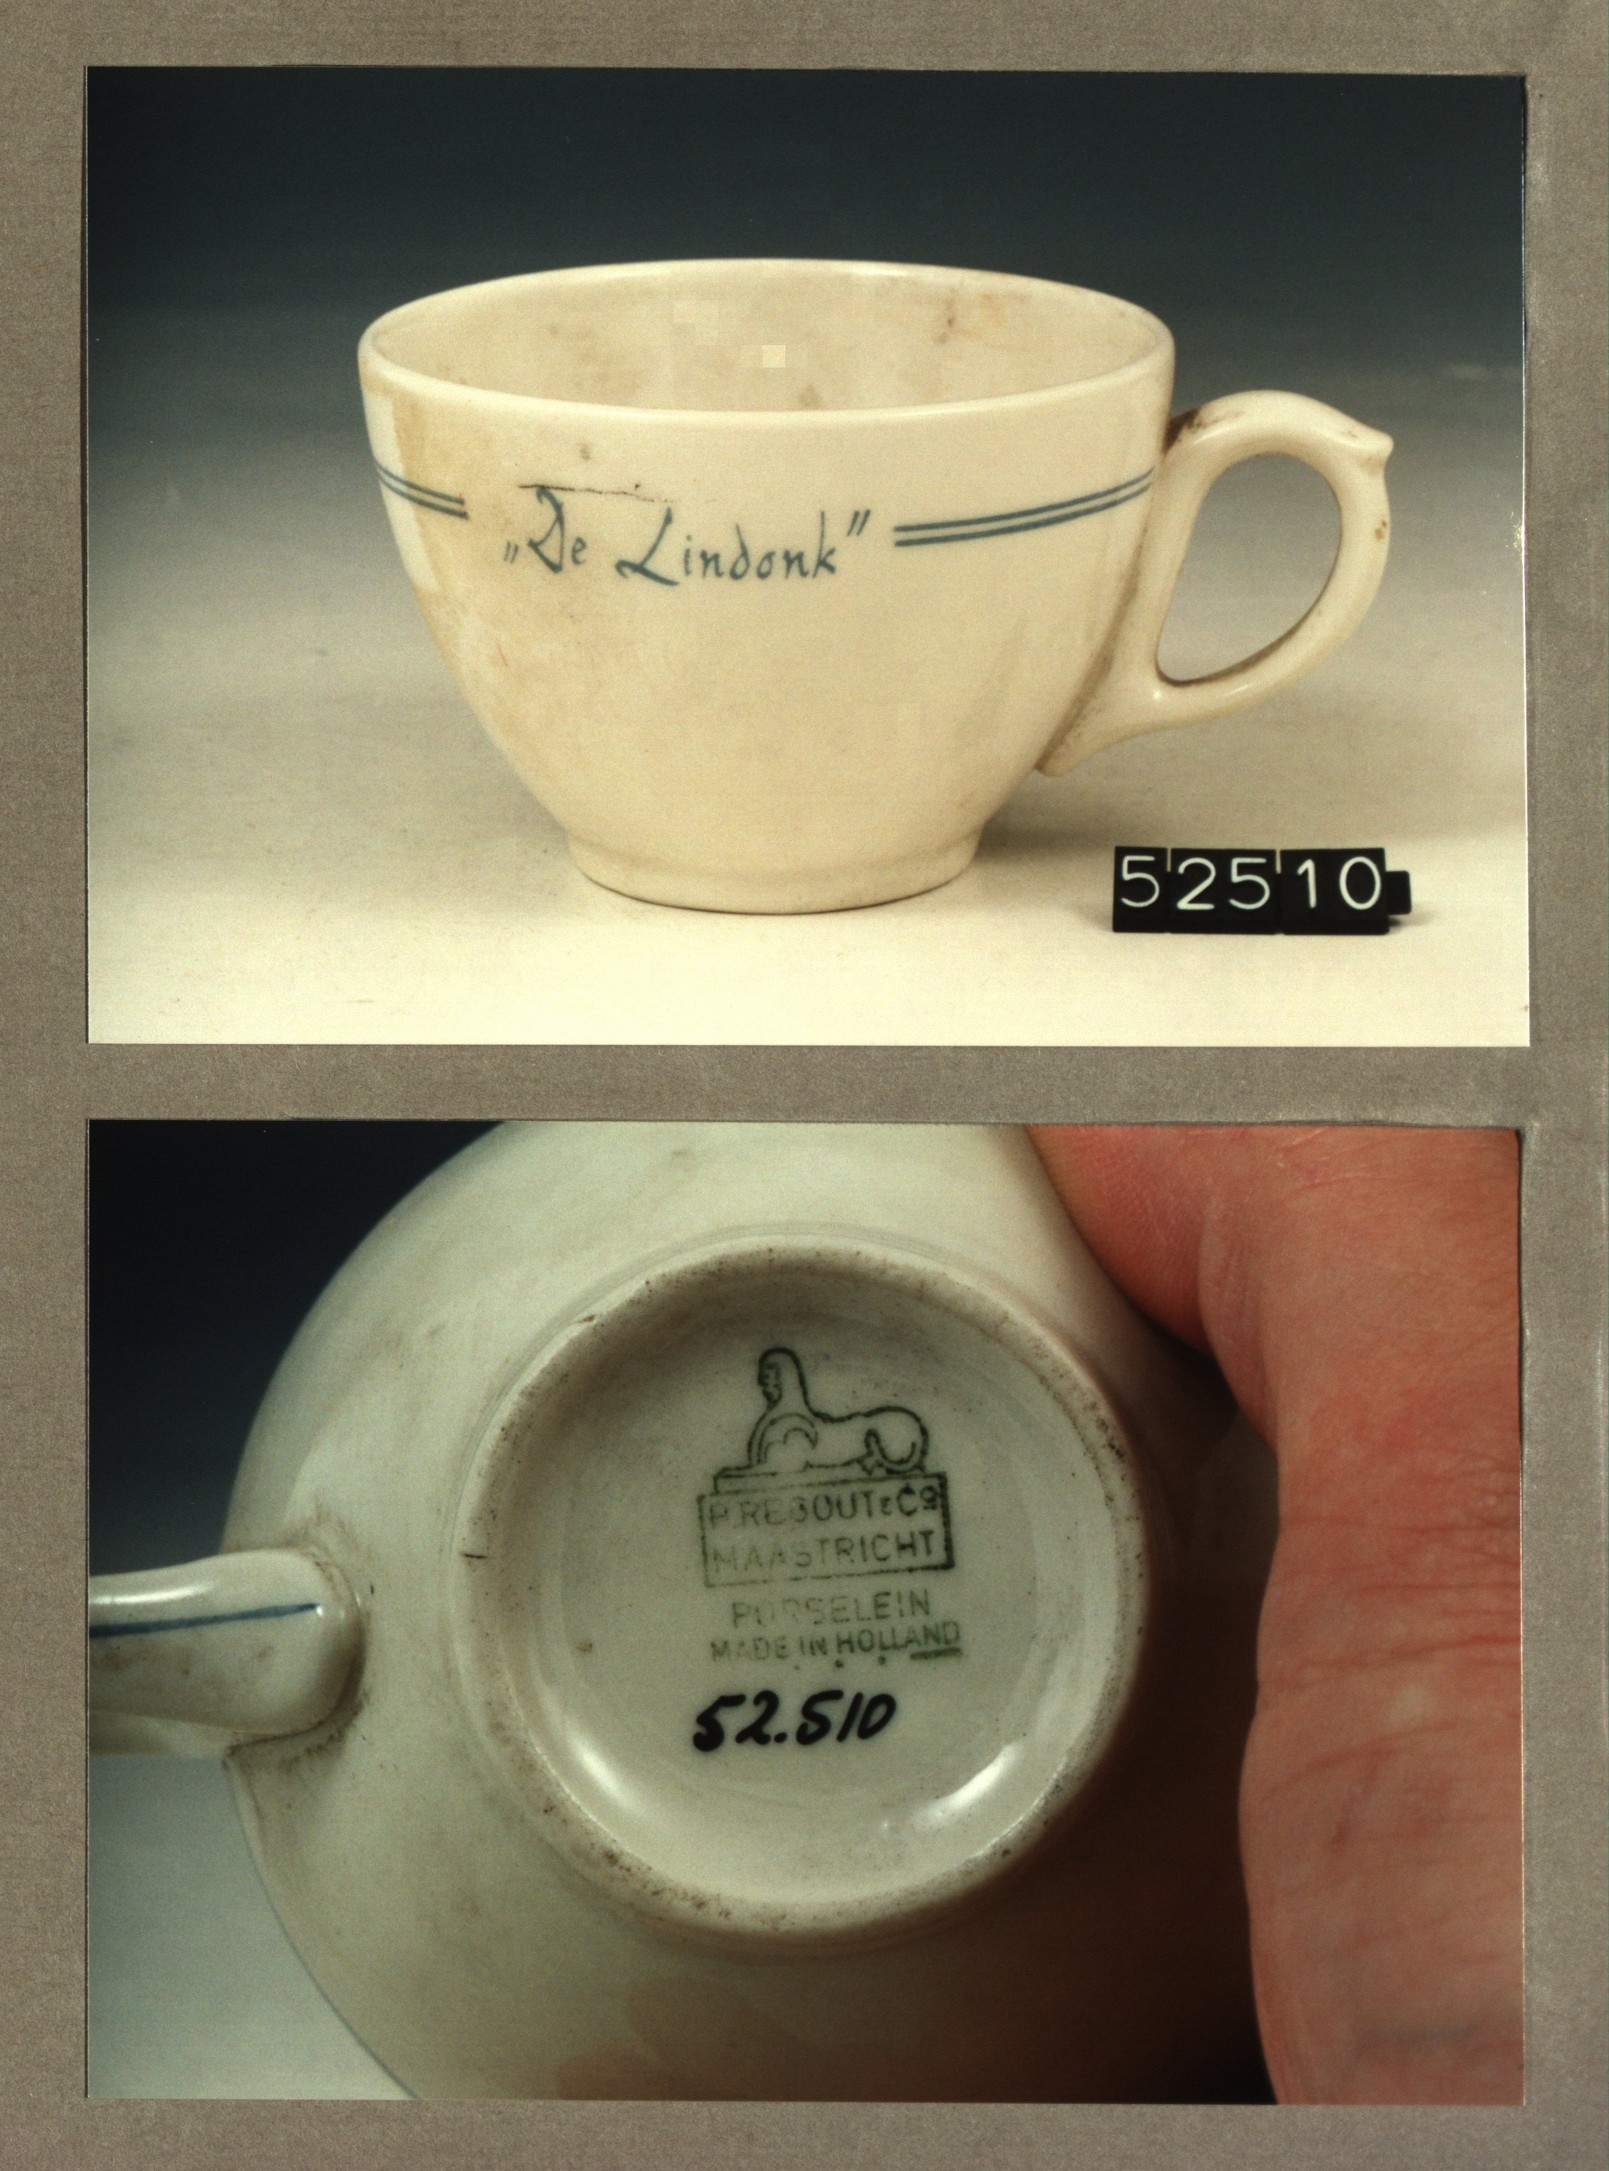 „De Lindonk”
52510
P. REGOUT & Co
MAASTRICHT
PORSELEIN
MADE IN HOLLAND
52.510